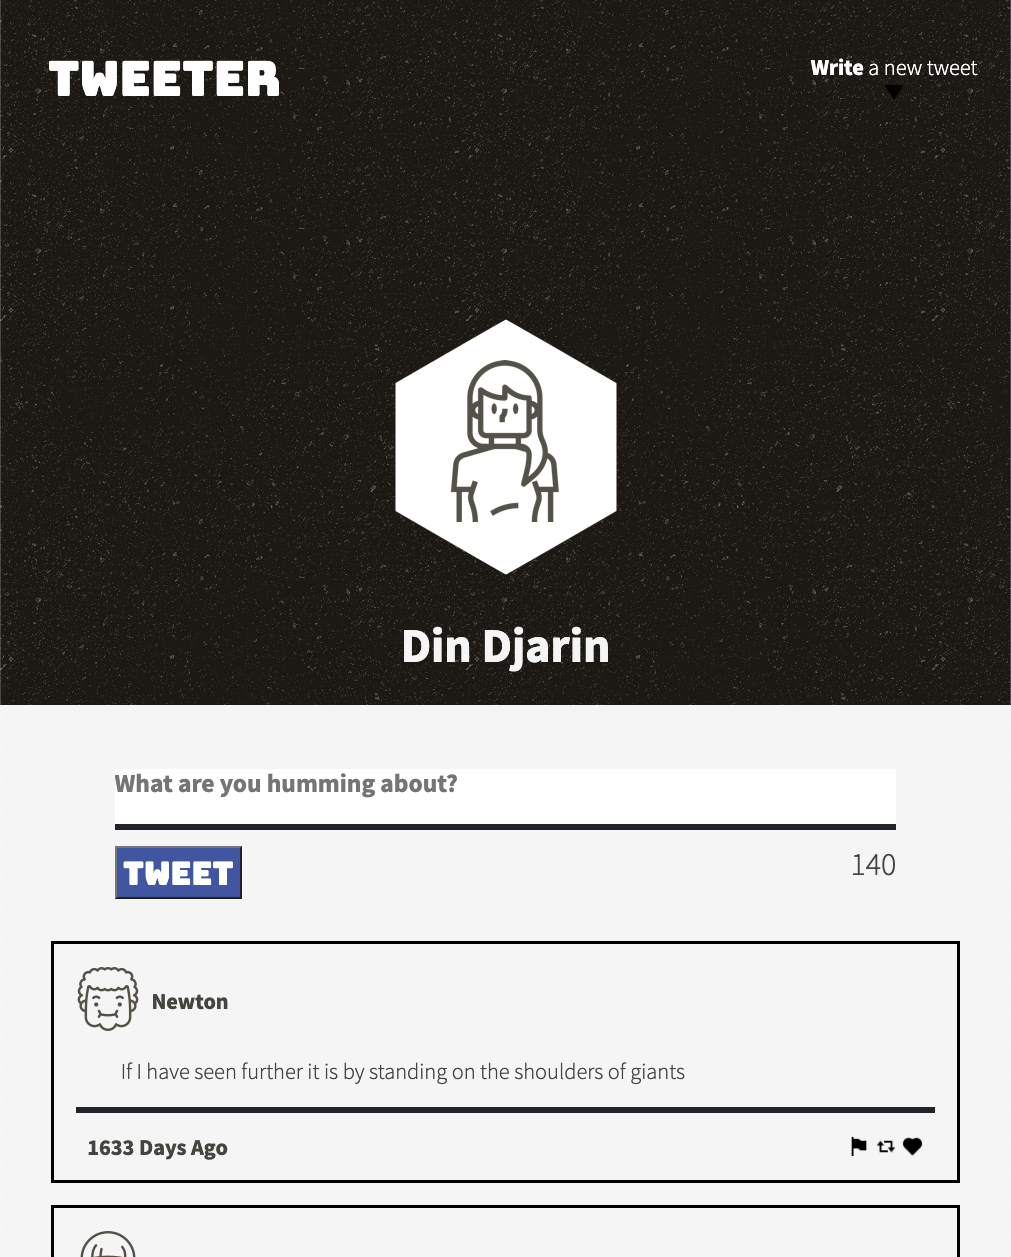 TWEETER
Write a new tweet
Din Djarin
What are you humming about?
TWEET
140
Newton
If I have seen further it is by standing on the shoulders of giants
1633 Days Ago